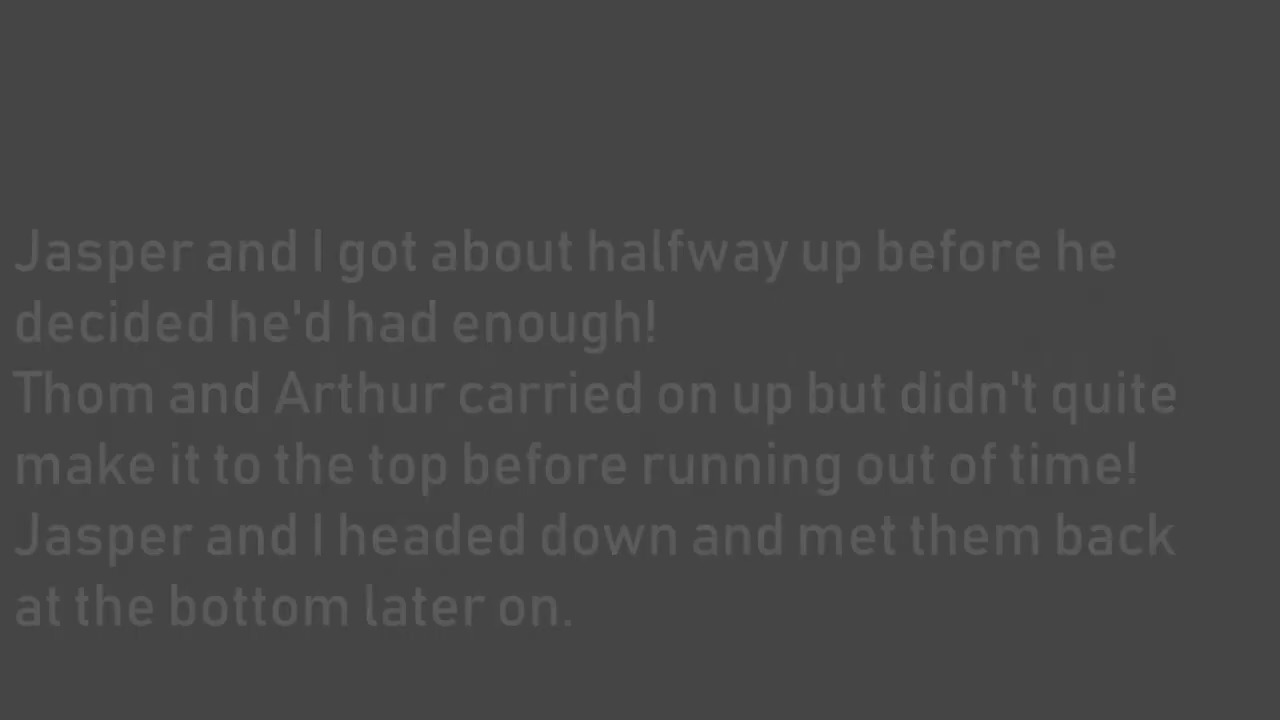 Jasper and I got about halfway up before he
decided he'd had enough!
Thom and Arthur carried on up but didn't quite
make it to the top before running out of time!
Jasper and I headed down and met them back
at the bottom later on.